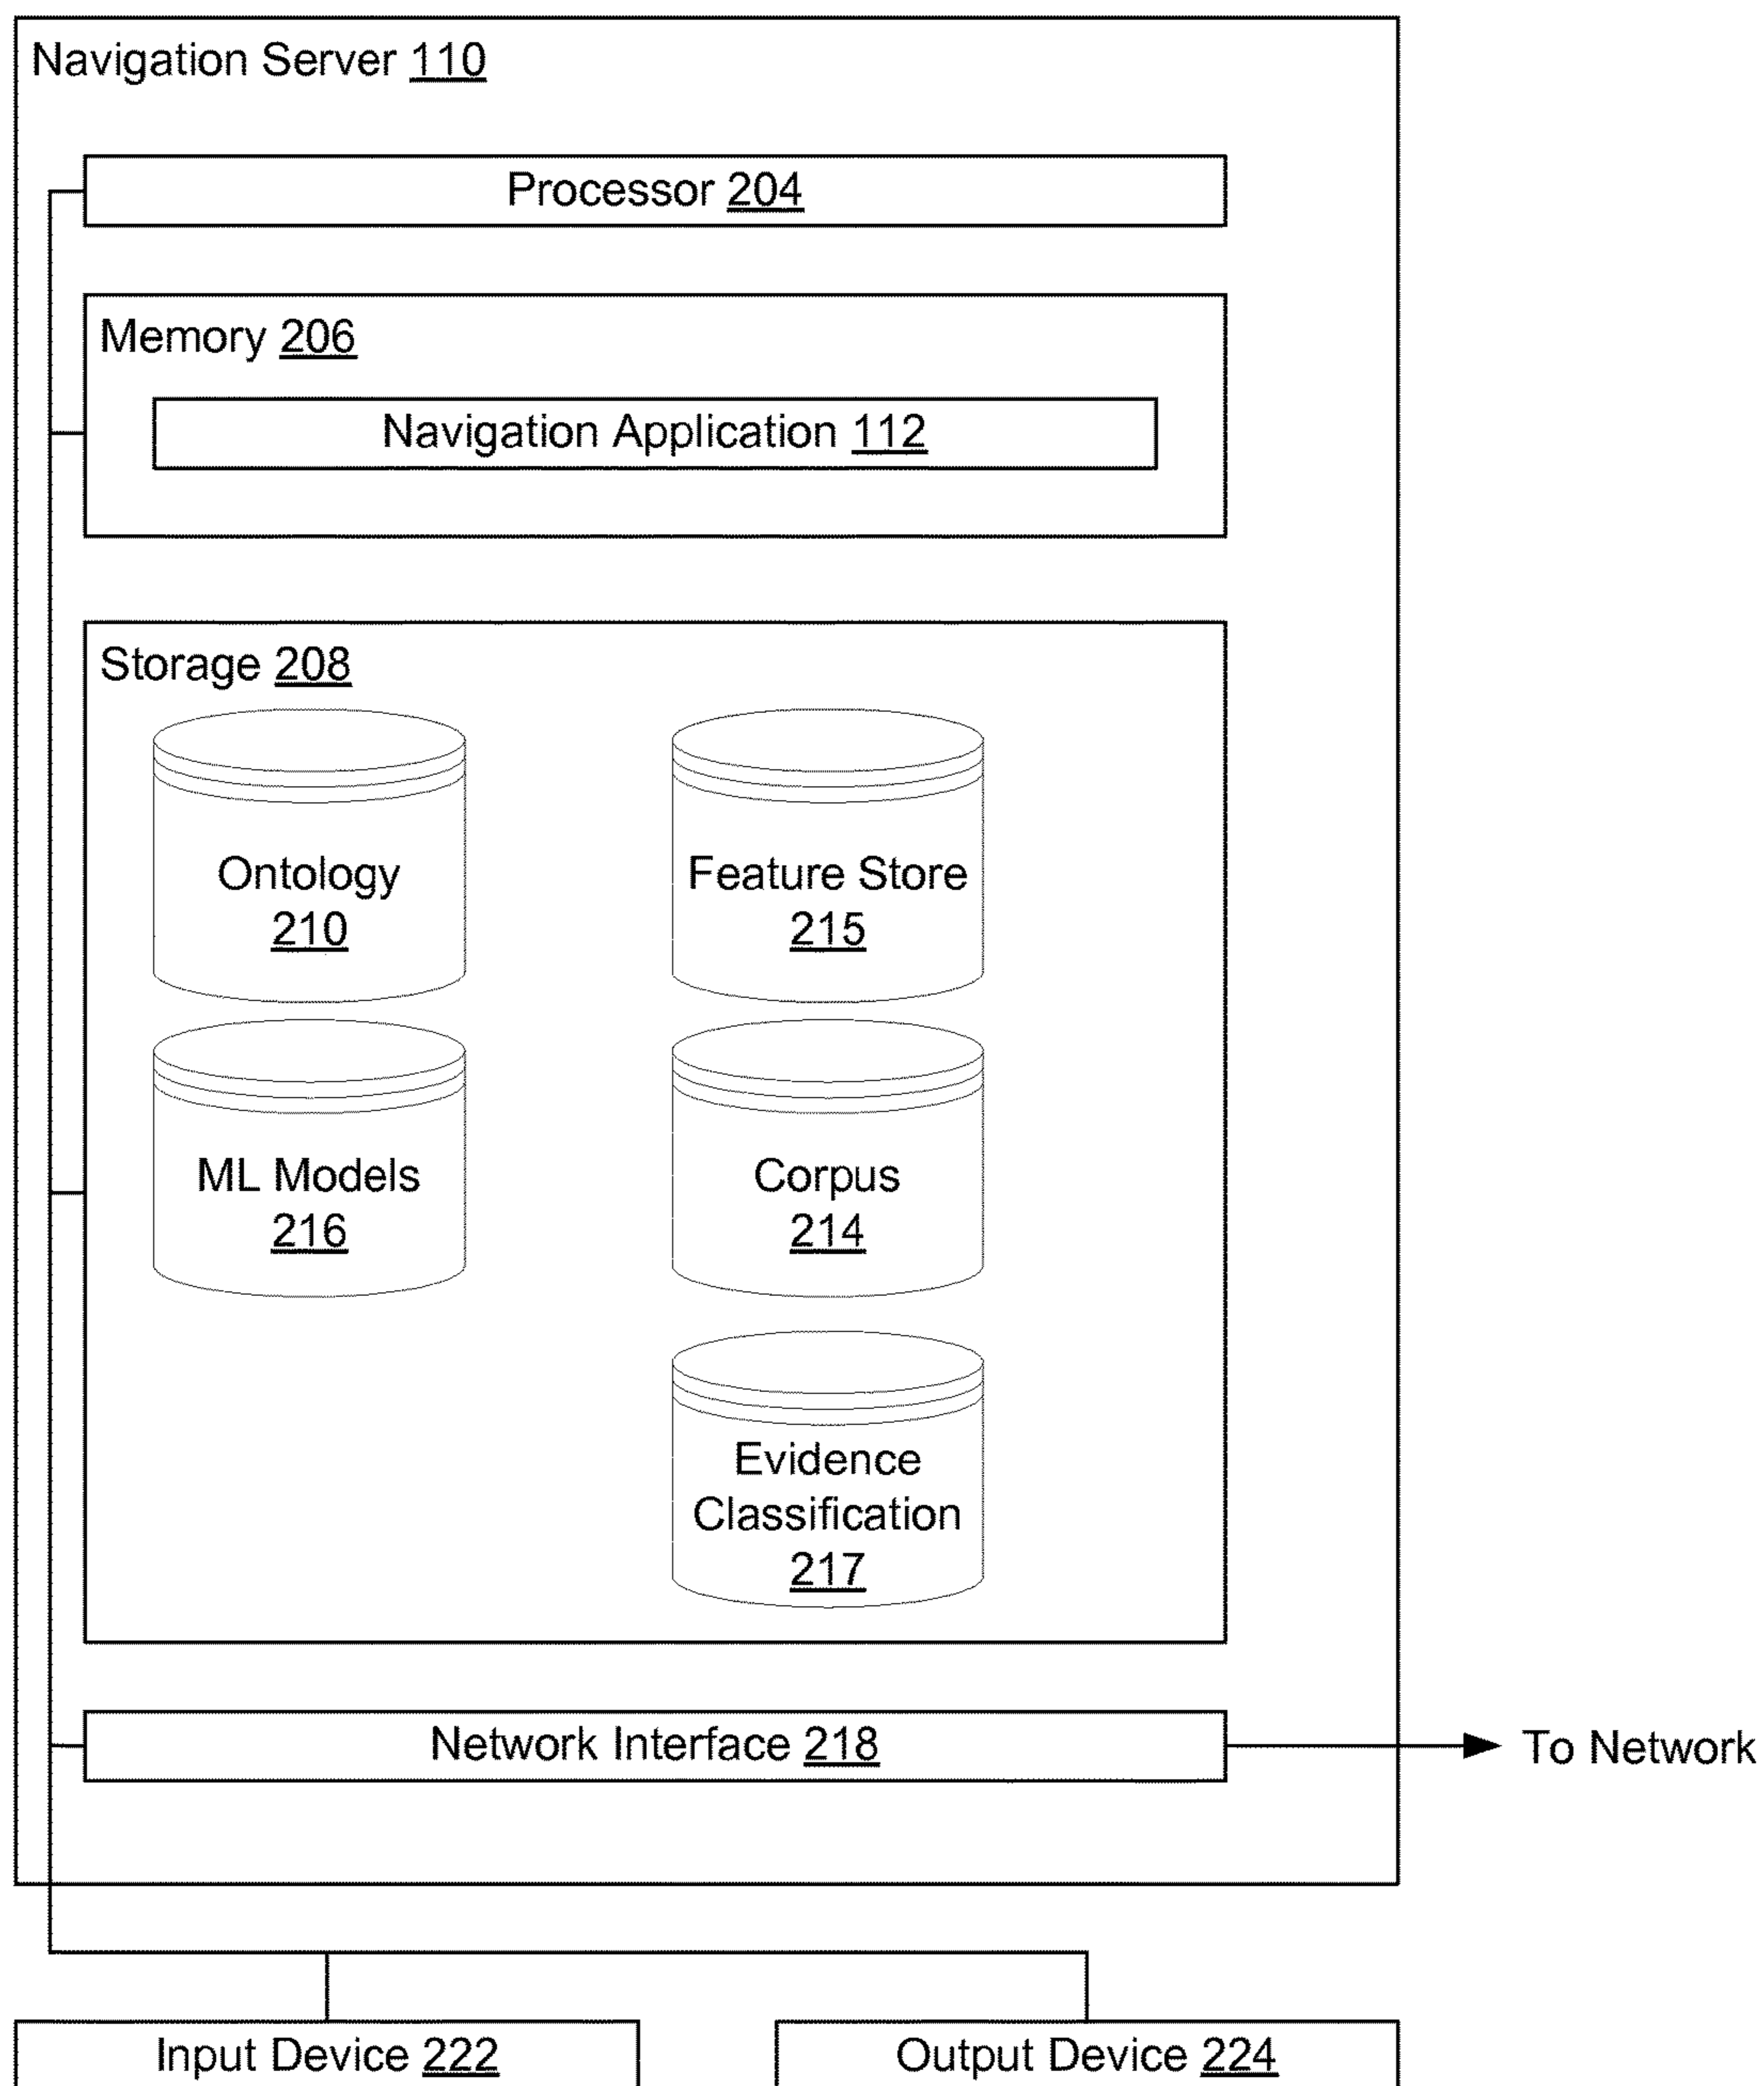 Navigation Server 110
Processor 204
Memory 206
Navigation Application 112
Storage 208
Ontology
210
Feature Store
215
ML Models
216
Corpus
214
Evidence
Classification
217
Network Interface 218
To Network
Input Device 222
Output Device 224